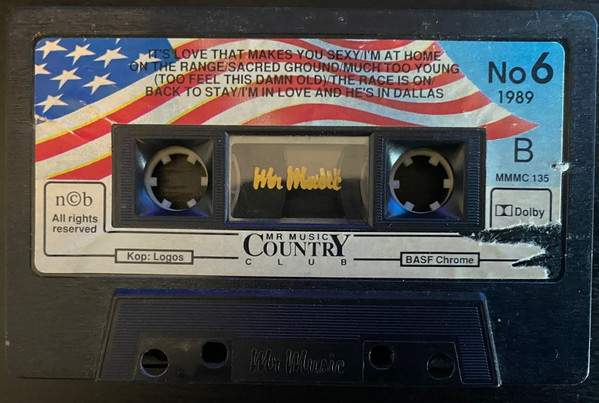 IT'S LOVE THAT MAKES YOU SEXY/I'M AT HOME
ON THE RANGE/SACRED GROUND/MUCH TOO YOUNG
(TOO FEEL THIS DAMN OLD)/THE RACE IS ON
BACK TO STAY/I'M IN LOVE AND HE'S IN DALLAS
No 6
1989
B
MMMC 135
n©b
All rights
reserved
Mr Music
Dolby
MR MUSIC
COUNTRY
CLUB
Kop: Logos
BASF Chrome
Mr Music